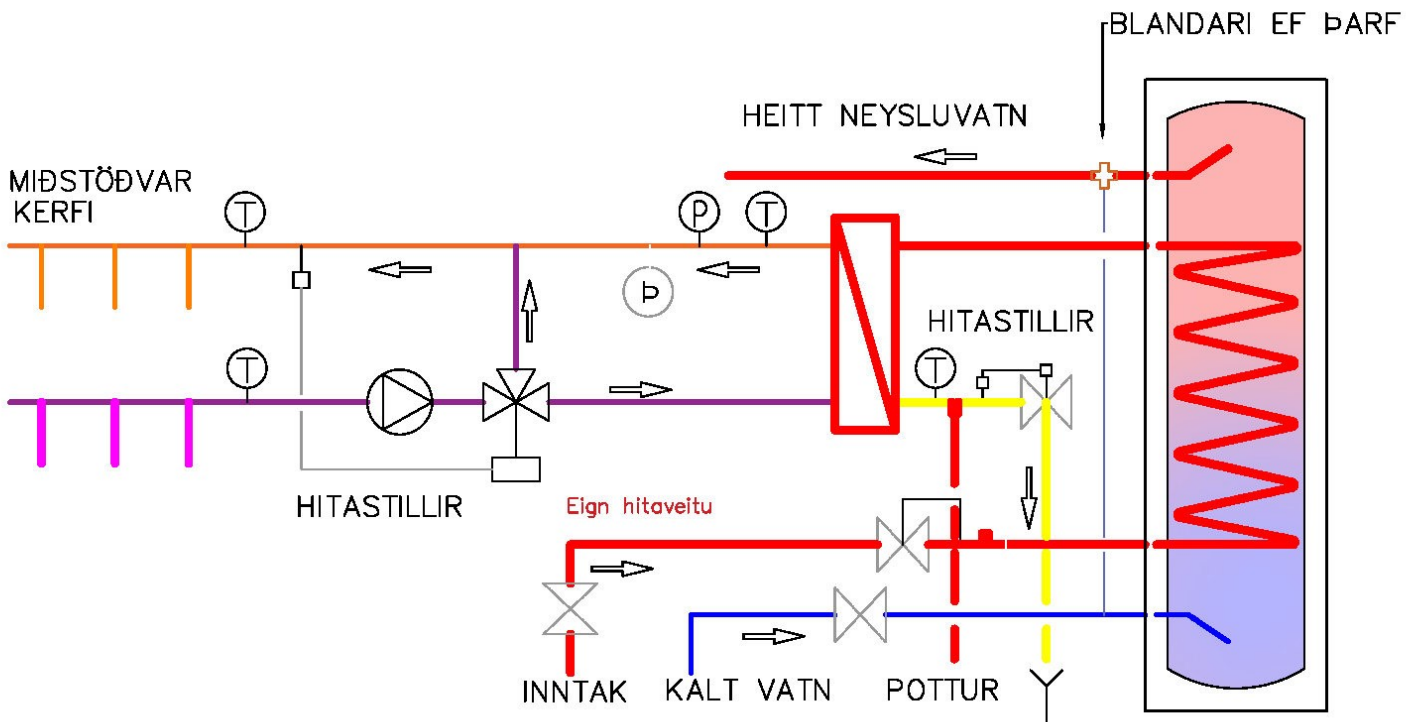 BLANDARI EF ÞARF
HEITT NEYSLUVATN
MIÐSTÖÐVAR
KERFI
T
P
T
Þ
HITASTILLIR
T
T
HITASTILLIR
Eign hitaveitu
INNTAK
KALT VATN
POTTUR